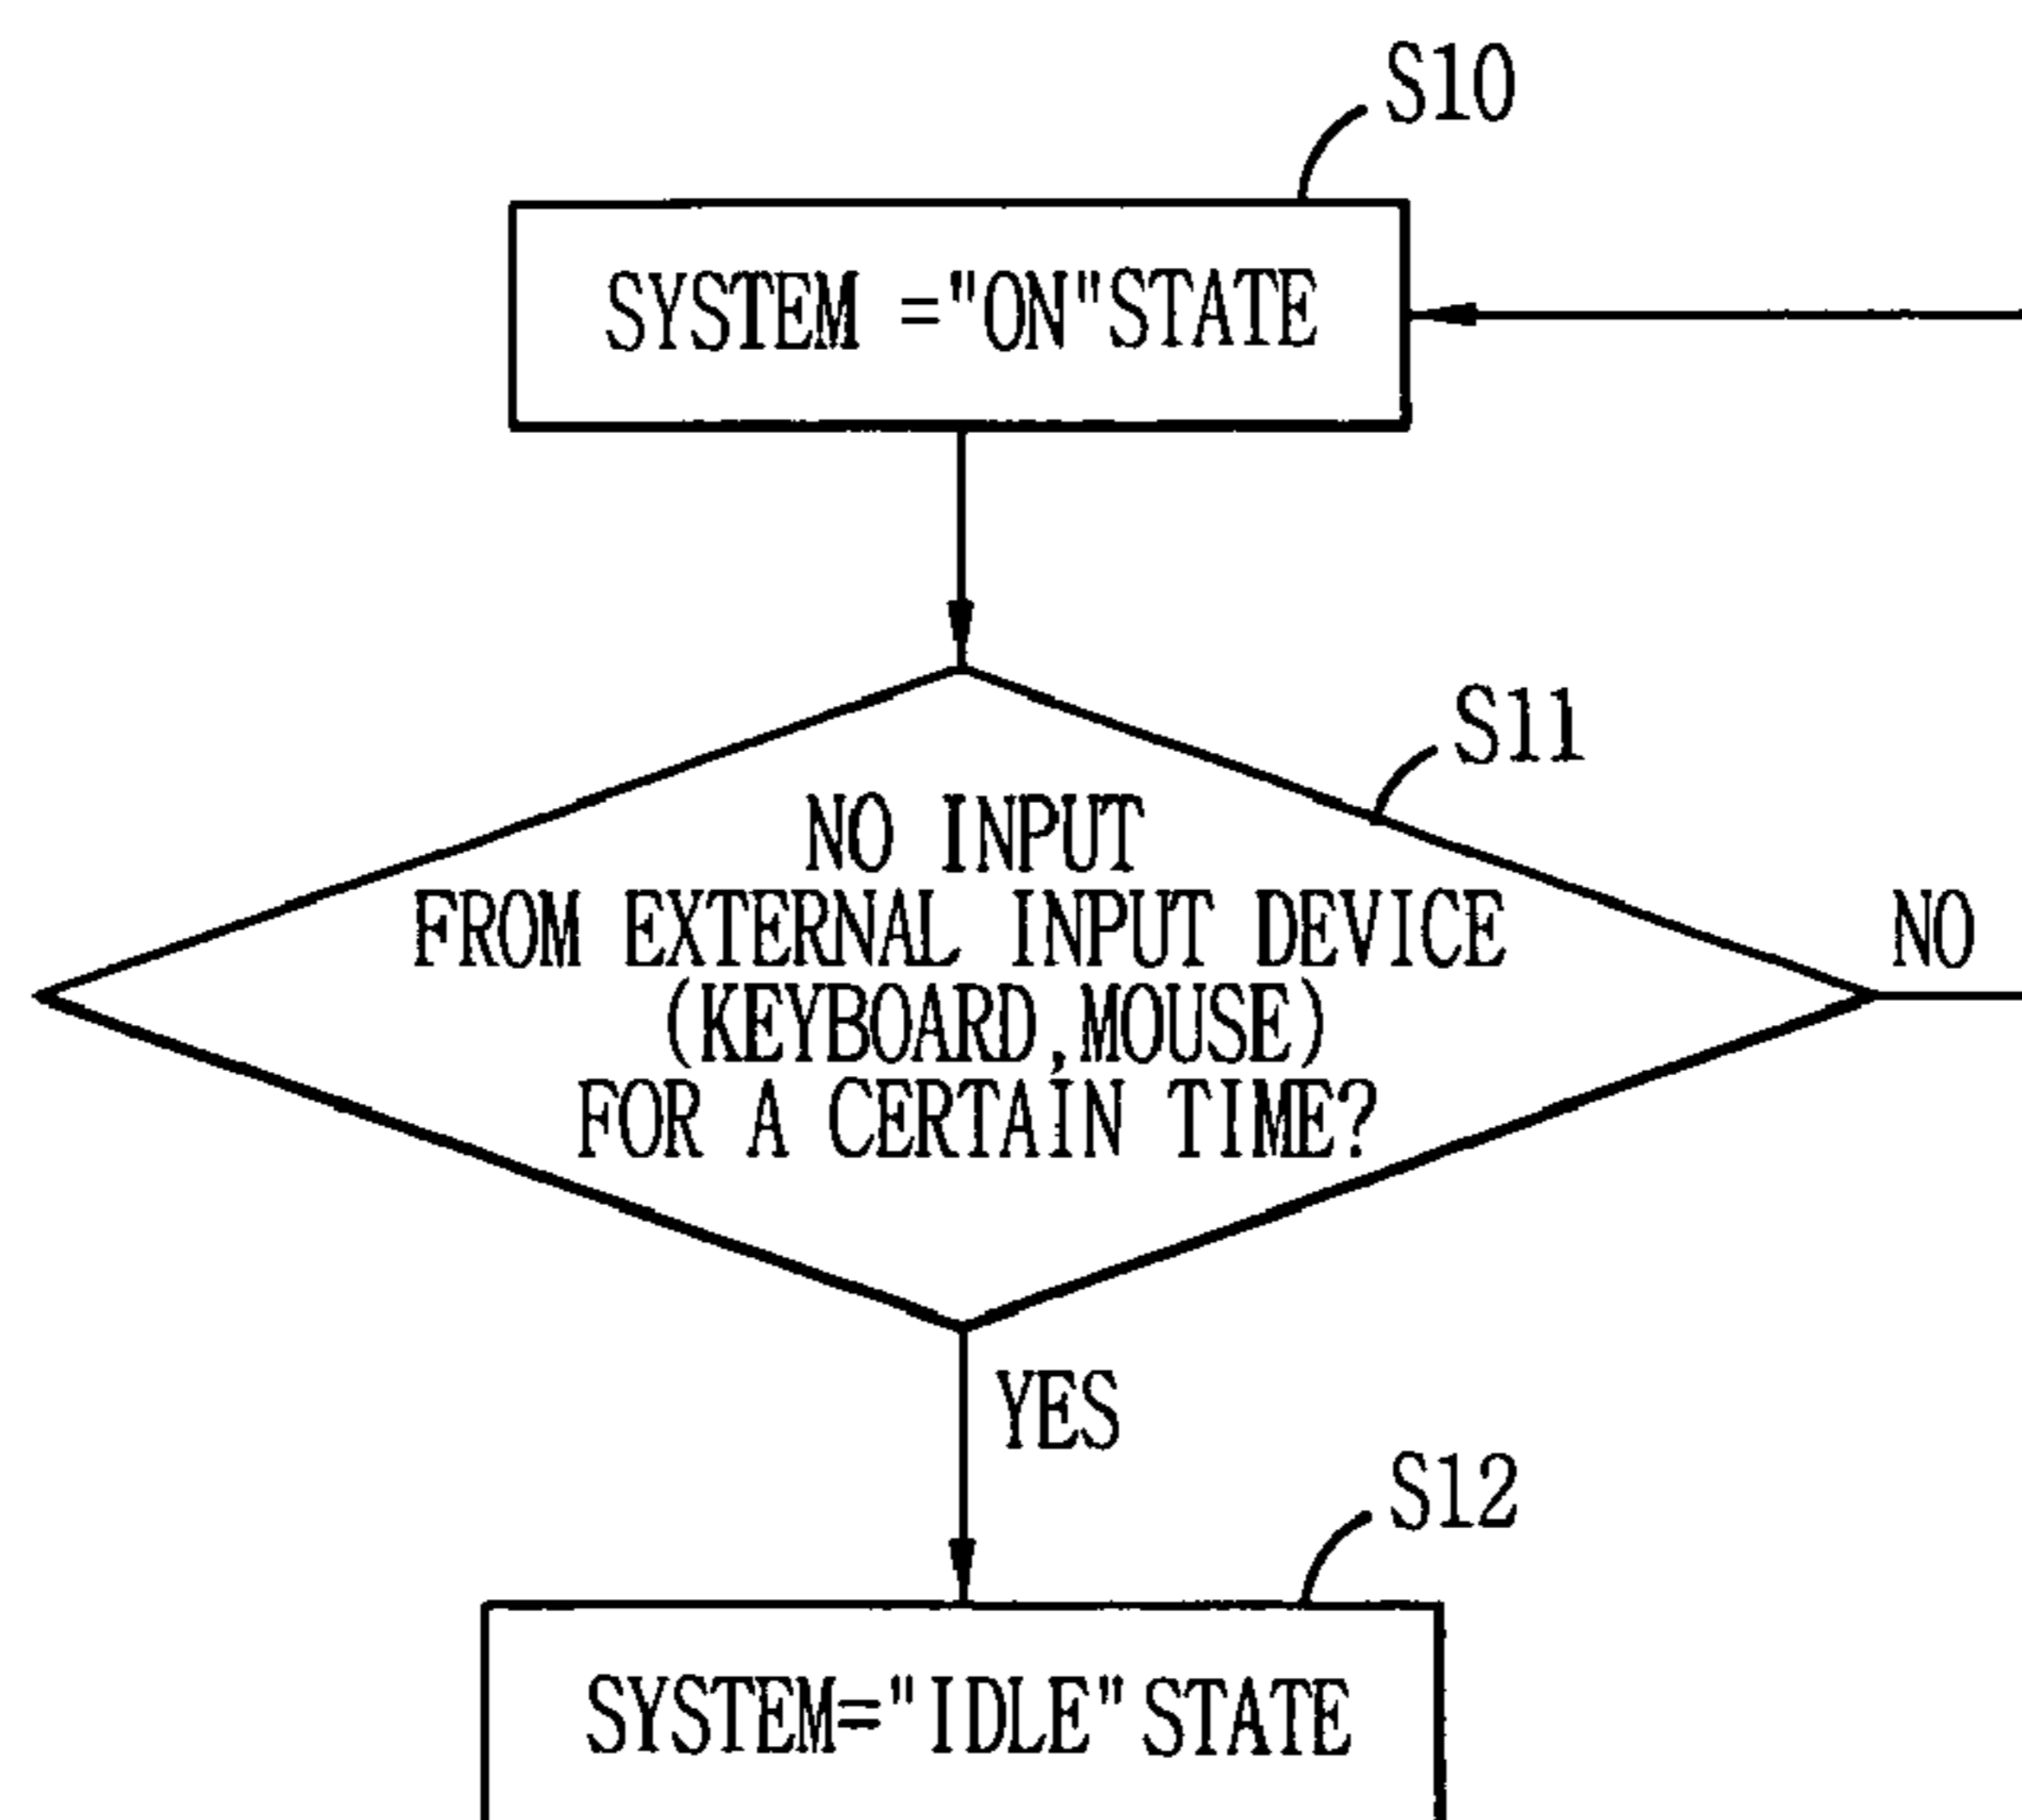 S10
SYSTEM ="ON"STATE
S11
NO INPUT
FROM EXTERNAL INPUT DEVICE
(KEYBOARD,MOUSE)
FOR A CERTAIN TIME?
NO
YES
S12
SYSTEM="IDLE"STATE